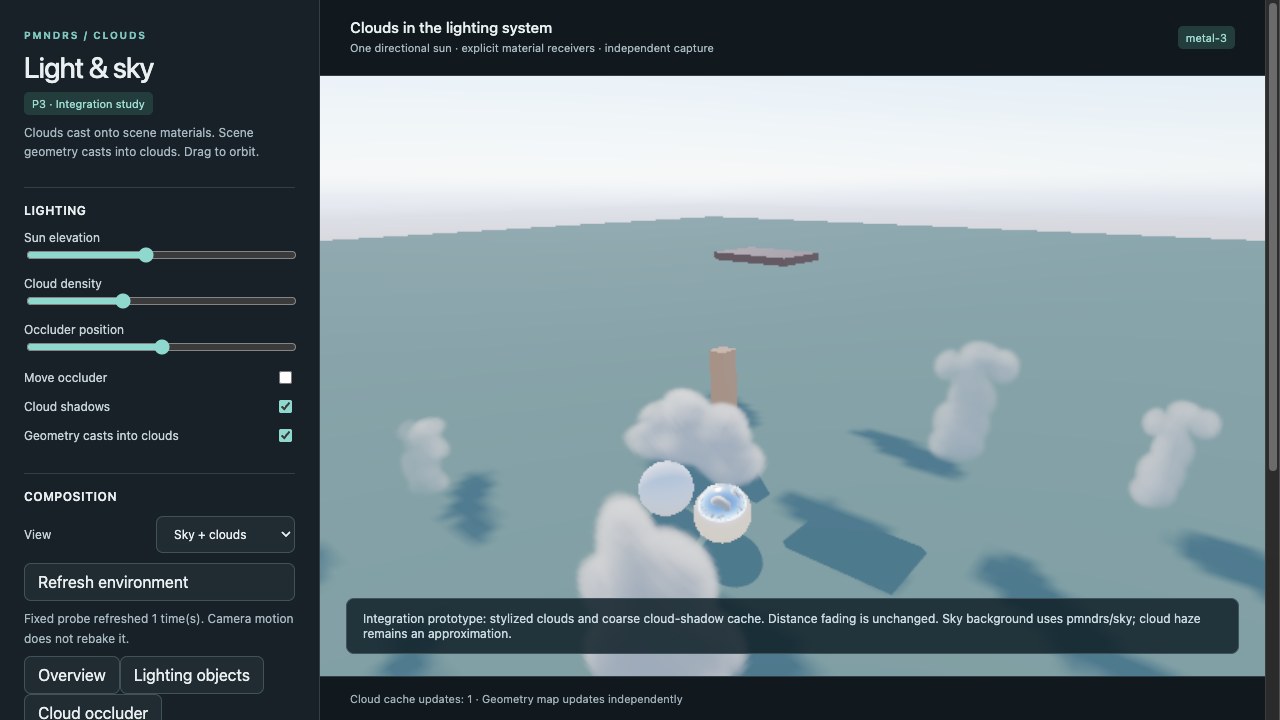 PMNDRS / CLOUDS
Light & sky
P3 · Integration study
Clouds cast onto scene materials. Scene
geometry casts into clouds. Drag to orbit.
LIGHTING
Sun elevation
Cloud density
Occluder position
Move occluder
Cloud shadows
Geometry casts into clouds
COMPOSITION
View
Sky + clouds
Refresh environment
Fixed probe refreshed 1 time(s). Camera motion
does not rebake it.
Overview
Lighting objects
Cloud occluder
Clouds in the lighting system
One directional sun · explicit material receivers · independent capture
metal-3
Integration prototype: stylized clouds and coarse cloud-shadow cache. Distance fading is unchanged. Sky background uses pmndrs/sky; cloud haze
remains an approximation.
Cloud cache updates: 1 · Geometry map updates independently